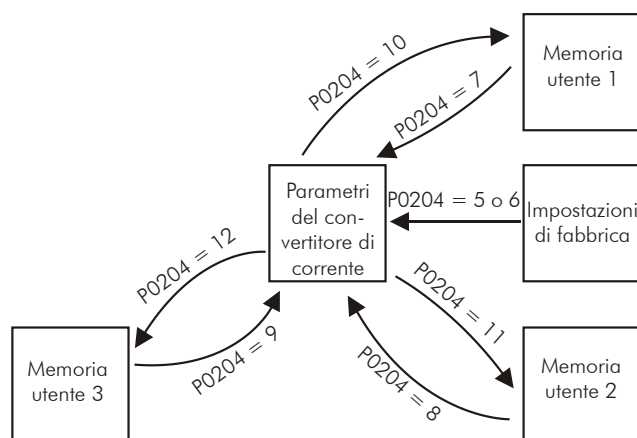 P0204 = 10
Memoria
utente 1
P0204 = 7
Parametri
del con-
vertitore di
corrente
P0204 = 5 o 6
Impostazioni
di fabbrica
P0204 = 12
P0204 = 11
P0204 = 9
P0204 = 8
Memoria
utente 3
Memoria
utente 2